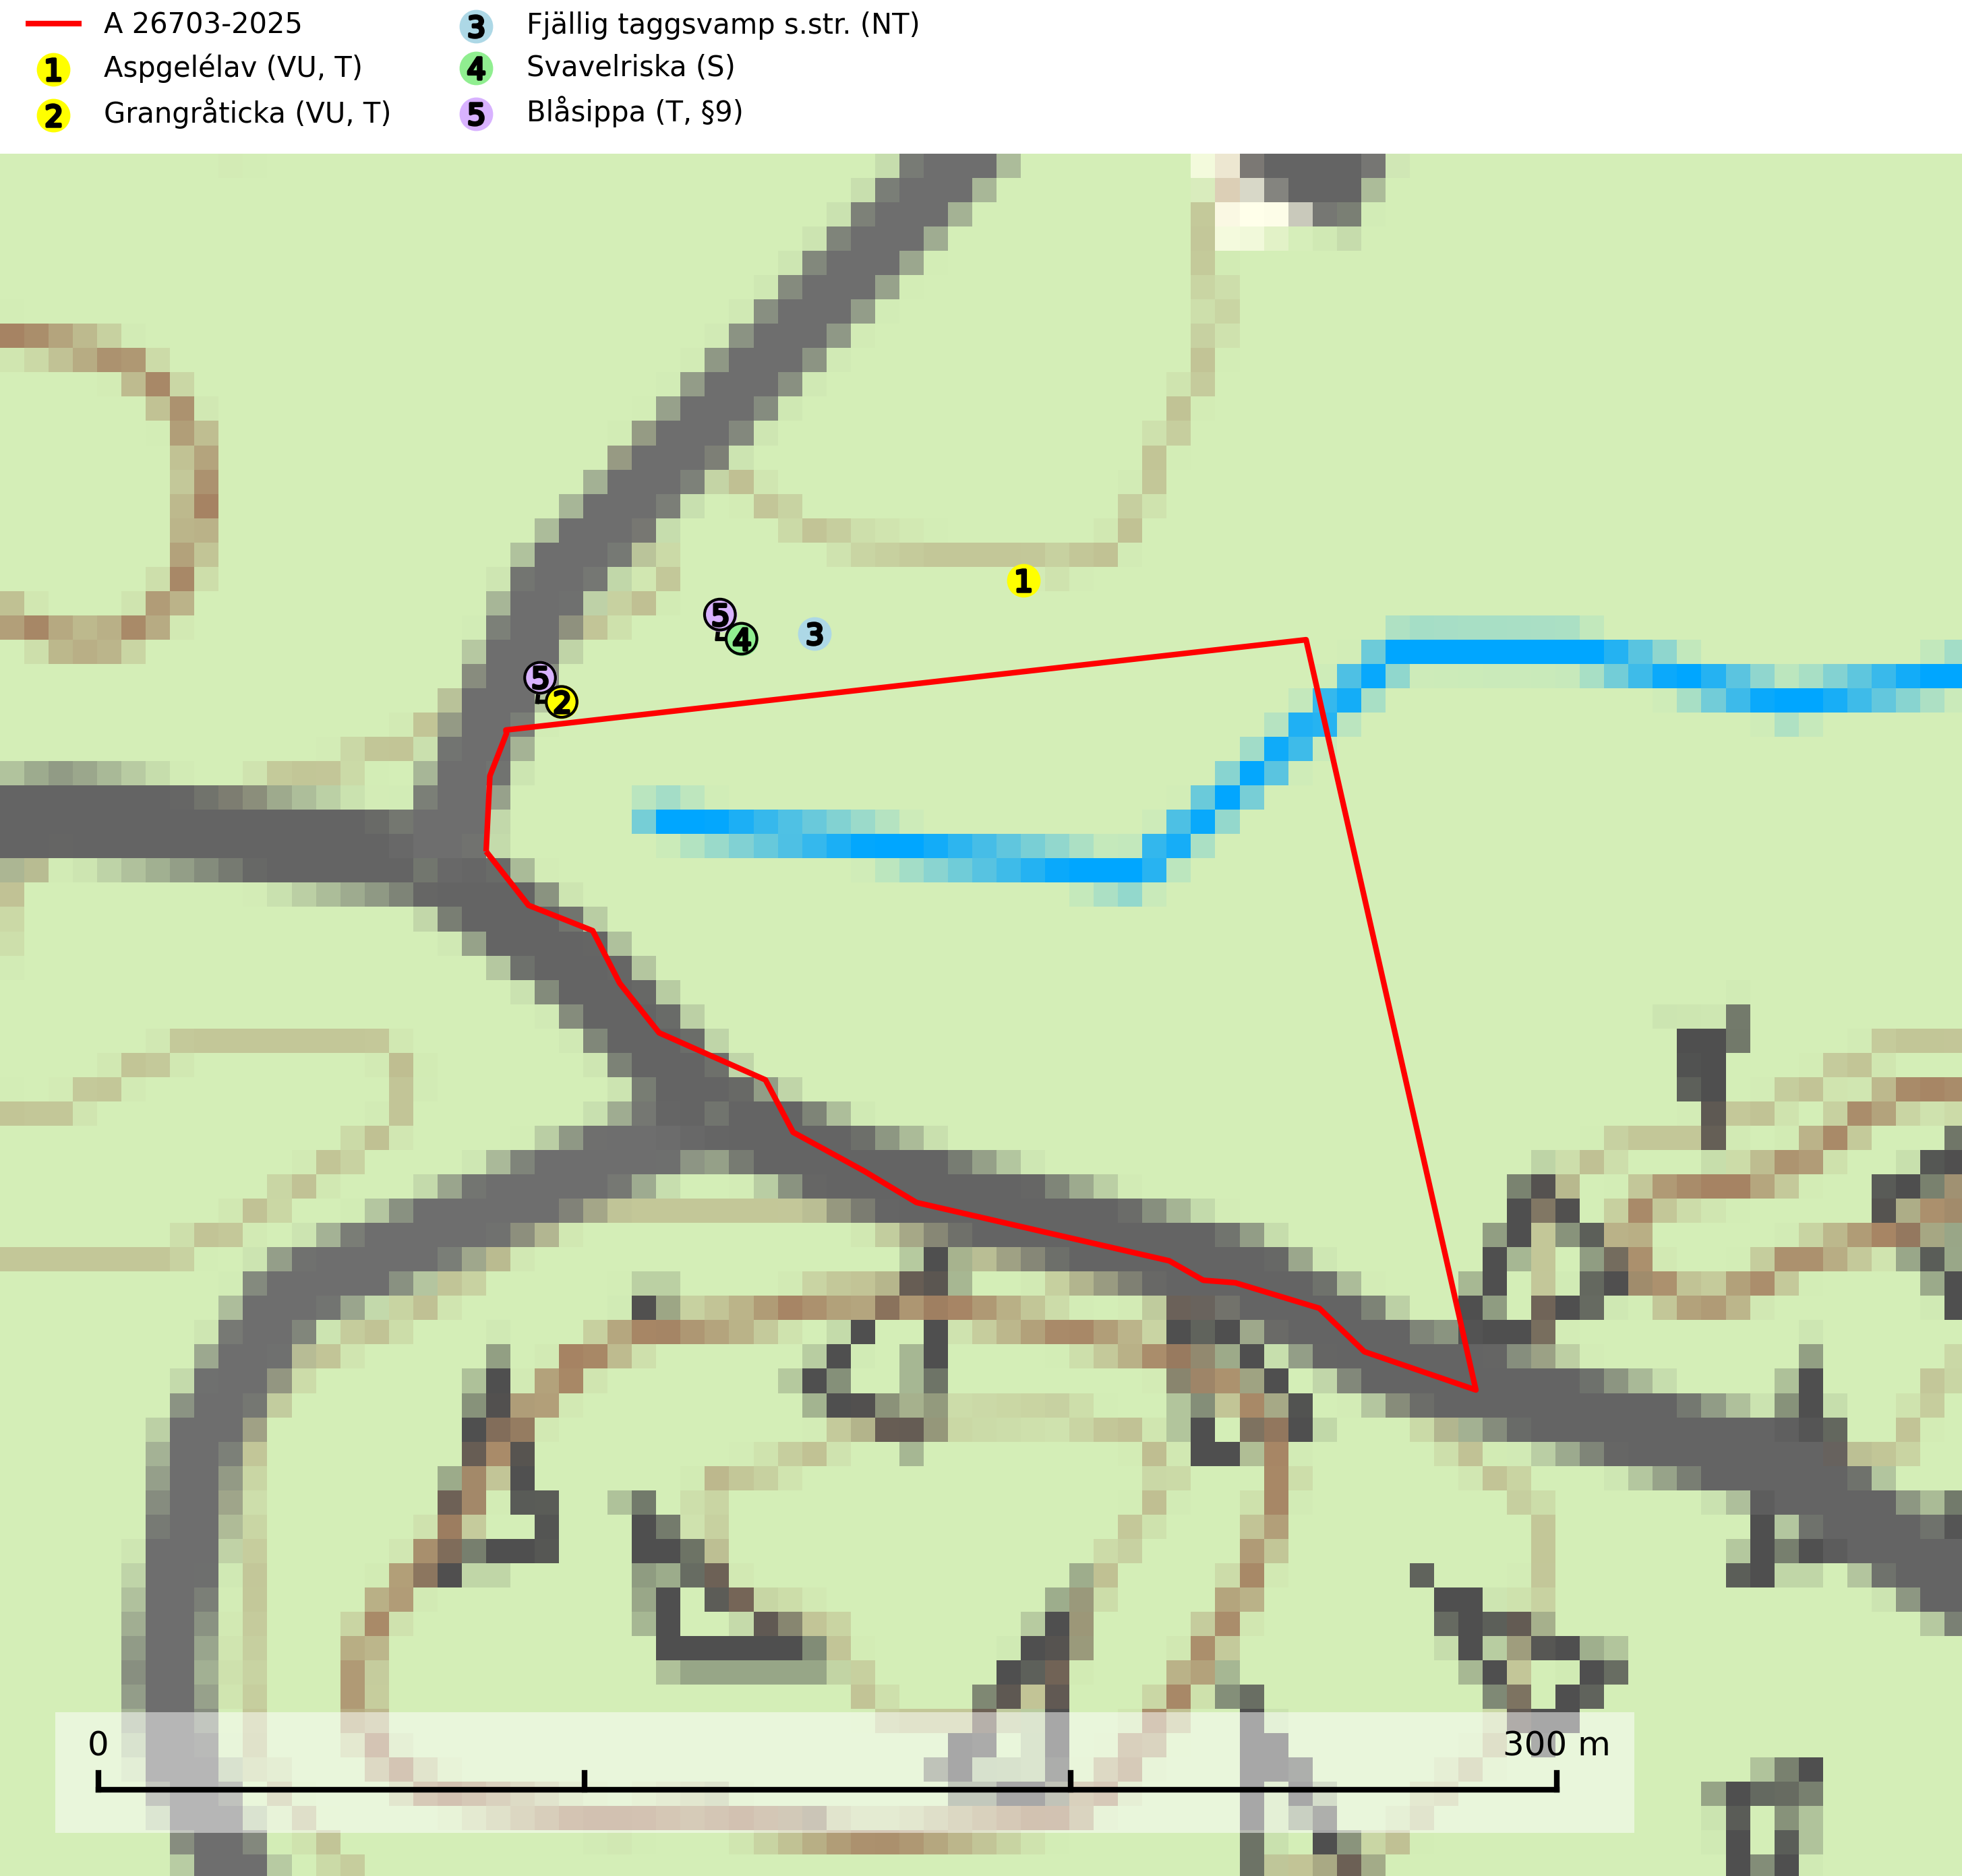 A 26703-2025
1 Aspgelélav (VU, T)
2 Grangråticka (VU, T)
3 Fjällig taggsvamp s.str. (NT)
4 Svavelriska (S)
5 Blåsippa (T, §9)
1
5
4
3
5
2
0
300 m